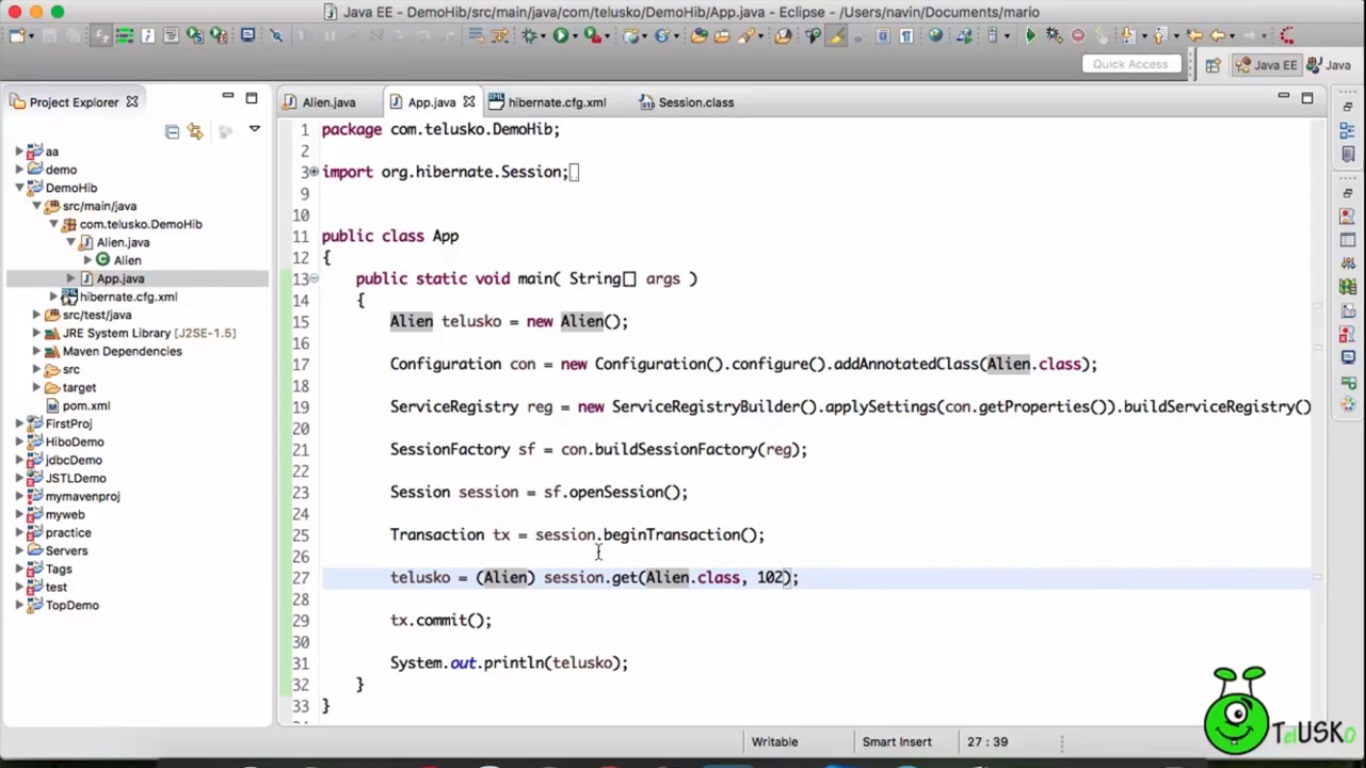 Java EE - DemoHib/src/main/java/com/telusko/DemoHib/App.java - Eclipse - /Users/navin/Documents/mario
Quick Access
Java EE
Java
Project Explorer
aa
demo
DemoHib
src/main/java
com.telusko.DemoHib
Alien.java
Alien
App.java
hibernate.cfg.xml
src/test/java
JRE System Library [J2SE-1.5]
Maven Dependencies
src
target
pom.xml
FirstProj
HiboDemo
jdbcDemo
JSTLDemo
mymavenproj
myweb
practice
Servers
Tags
test
TopDemo
Alien.java
App.java
hibernate.cfg.xml
Session.class
1 package com.telusko.DemoHib;
2
3 import org.hibernate.Session;
9
10
11 public class App
12 {
13 public static void main( String[] args )
14 {
15 Alien telusko = new Alien();
16
17 Configuration con = new Configuration().configure().addAnnotatedClass(Alien.class);
18
19 ServiceRegistry reg = new ServiceRegistryBuilder().applySettings(con.getProperties()).buildServiceRegistry()
20
21 SessionFactory sf = con.buildSessionFactory(reg);
22
23 Session session = sf.openSession();
24
25 Transaction tx = session.beginTransaction();
26
27 telusko = (Alien) session.get(Alien.class, 102);
28
29 tx.commit();
30
31 System.out.println(telusko);
32 }
33 }
Writable
Smart Insert
27 : 39
TelUSKo